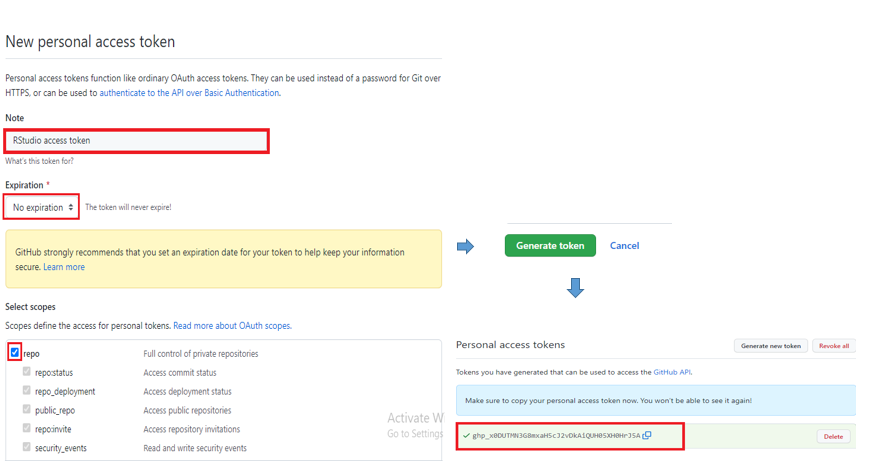 New personal access token
Personal access tokens function like ordinary OAuth access tokens. They can be used instead of a password for Git over
HTTPS, or can be used to authenticate to the API over Basic Authentication.
Note
RStudio access token
What's this token for?
Expiration *
No expiration The token will never expire!
GitHub strongly recommends that you set an expiration date for your token to help keep your information
secure. Learn more
Select scopes
Scopes define the access for personal tokens. Read more about OAuth scopes.
repo Full control of private repositories
repo:status Access commit status
repo_deployment Access deployment status
public_repo Access public repositories
repo:invite Access repository invitations
security_events Read and write security events
Activate W
Go to Settings
Generate token Cancel
Personal access tokens Generate new token Revoke all
Tokens you have generated that can be used to access the GitHub API.
Make sure to copy your personal access token now. You won't be able to see it again!
Delete